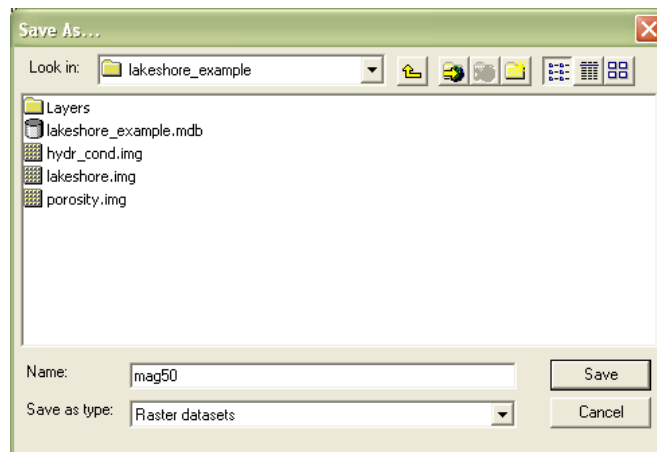 Save As...
Look in: lakeshore_example
Layers
lakeshore_example.mdb
hydr_cond.img
lakeshore.img
porosity.img
Name: mag50 Save
Save as type: Raster datasets Cancel